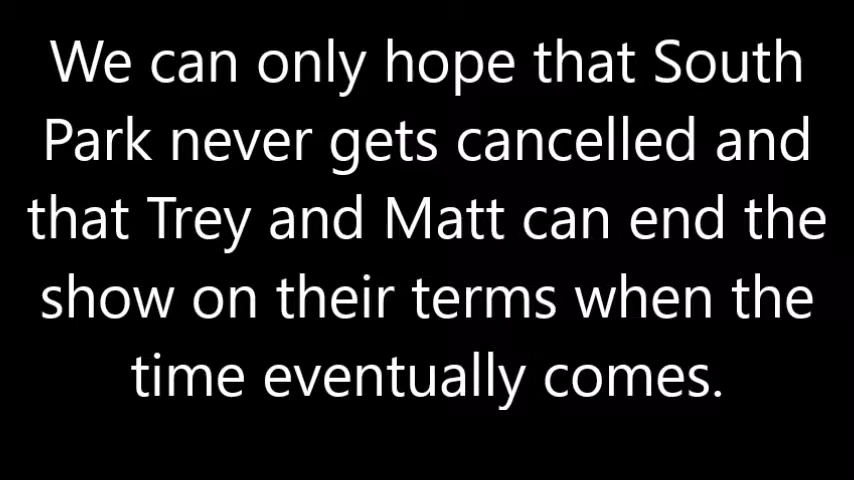 We can only hope that South
Park never gets cancelled and
that Trey and Matt can end the
show on their terms when the
time eventually comes.